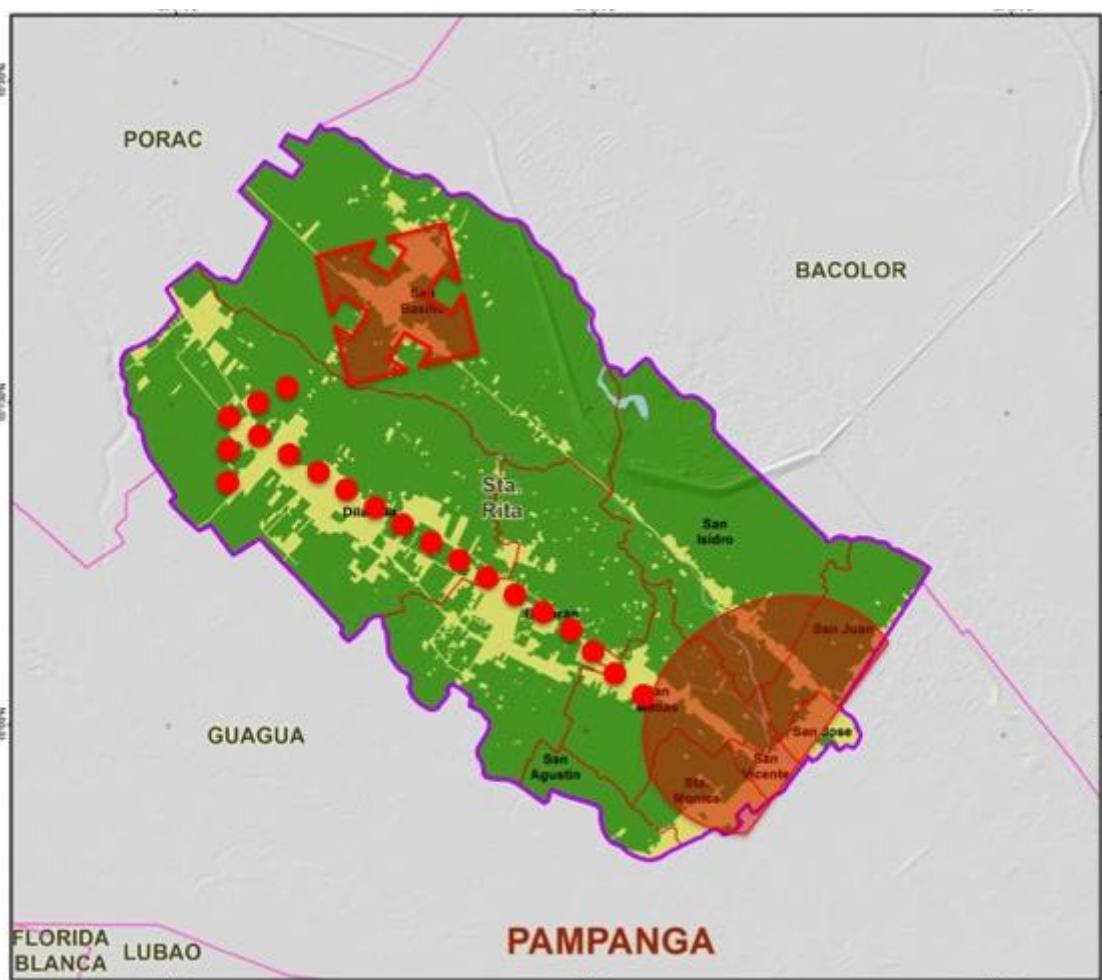 PORAC
BACOLOR
San
Sta.
Rita
San
Isidro
San Juan
GUAGUA
San Jose
San
Vicente
San
Agustin
Sta.
Monica
PAMPANGA
FLORIDA
BLANCA
LUBAO